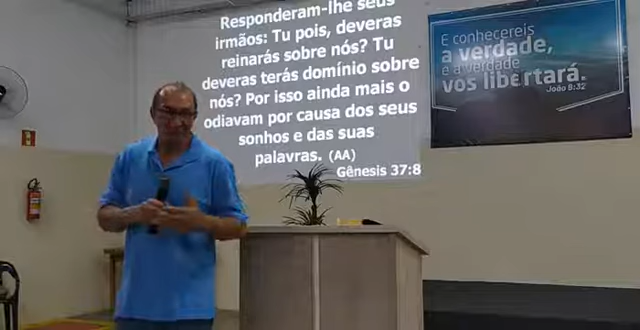 Responderam-lhe seus
irmãos: Tu pois, deveras
reinarás sobre nós? Tu
deveras terás domínio sobre
nós? Por isso ainda mais o
odiavam por causa dos seus
sonhos e das suas
palavras. (AA)
Gênesis 37:8
E conhecereis
a verdade,
e a verdade
vos libertará.
João 8:32